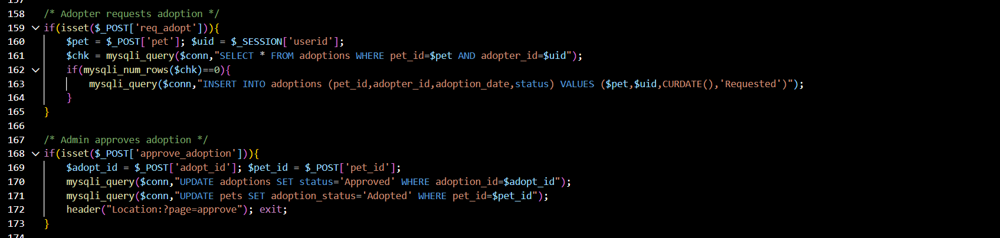 157
158 /* Adopter requests adoption */
159 if(isset($_POST['req_adopt'])){
160 $pet = $_POST['pet']; $uid = $_SESSION['userid'];
161 $chk = mysqli_query($conn,"SELECT * FROM adoptions WHERE pet_id=$pet AND adopter_id=$uid");
162 if(mysqli_num_rows($chk)==0){
163 mysqli_query($conn,"INSERT INTO adoptions (pet_id,adopter_id,adoption_date,status) VALUES ($pet,$uid,CURDATE(),'Requested')");
164 }
165 }
166
167 /* Admin approves adoption */
168 if(isset($_POST['approve_adoption'])){
169 $adopt_id = $_POST['adopt_id']; $pet_id = $_POST['pet_id'];
170 mysqli_query($conn,"UPDATE adoptions SET status='Approved' WHERE adoption_id=$adopt_id");
171 mysqli_query($conn,"UPDATE pets SET adoption_status='Adopted' WHERE pet_id=$pet_id");
172 header("Location:?page=approve"); exit;
173 }
174